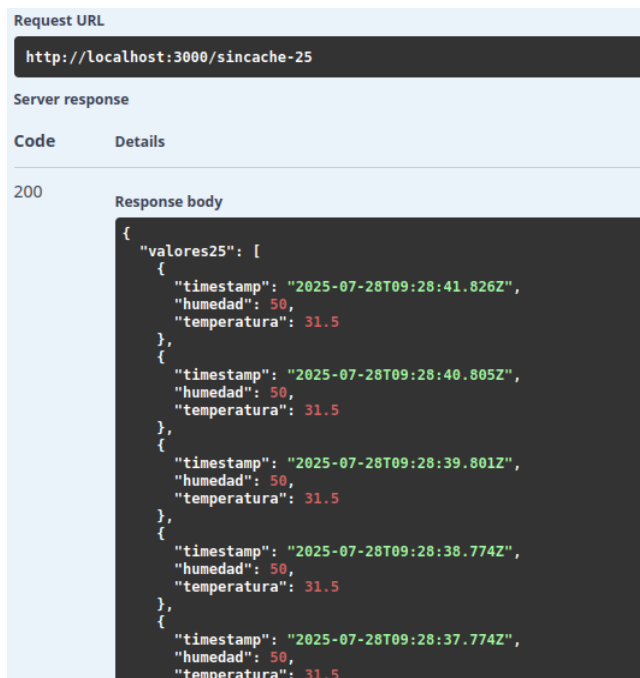 Request URL
http://localhost:3000/sincache-25
Server response
Code Details
200
Response body
{
"valores25": [
{
"timestamp": "2025-07-28T09:28:41.826Z",
"humedad": 50,
"temperatura": 31.5
},
{
"timestamp": "2025-07-28T09:28:40.805Z",
"humedad": 50,
"temperatura": 31.5
},
{
"timestamp": "2025-07-28T09:28:39.801Z",
"humedad": 50,
"temperatura": 31.5
},
{
"timestamp": "2025-07-28T09:28:38.774Z",
"humedad": 50,
"temperatura": 31.5
},
{
"timestamp": "2025-07-28T09:28:37.774Z",
"humedad": 50,
"temperatura": 31.5